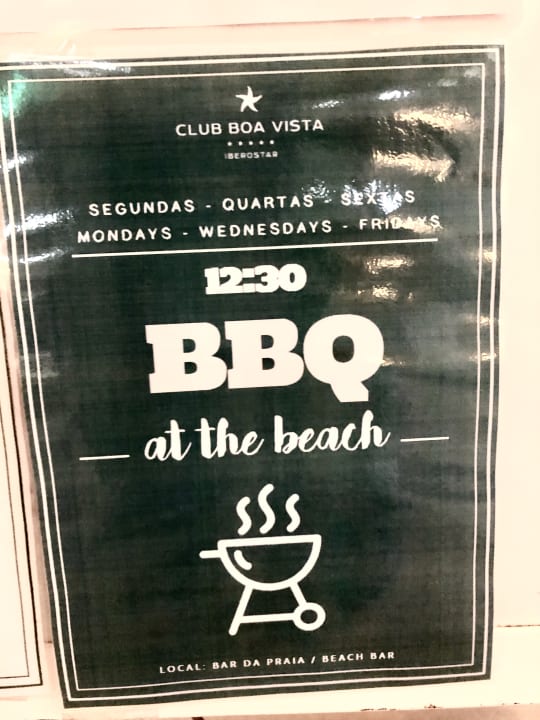 CLUB BOA VISTA
IBEROSTAR
SEGUNDAS - QUARTAS - SEXTAS
MONDAYS - WEDNESDAYS - FRIDAYS
12:30
BBQ
at the beach
LOCAL: BAR DA PRAIA / BEACH BAR